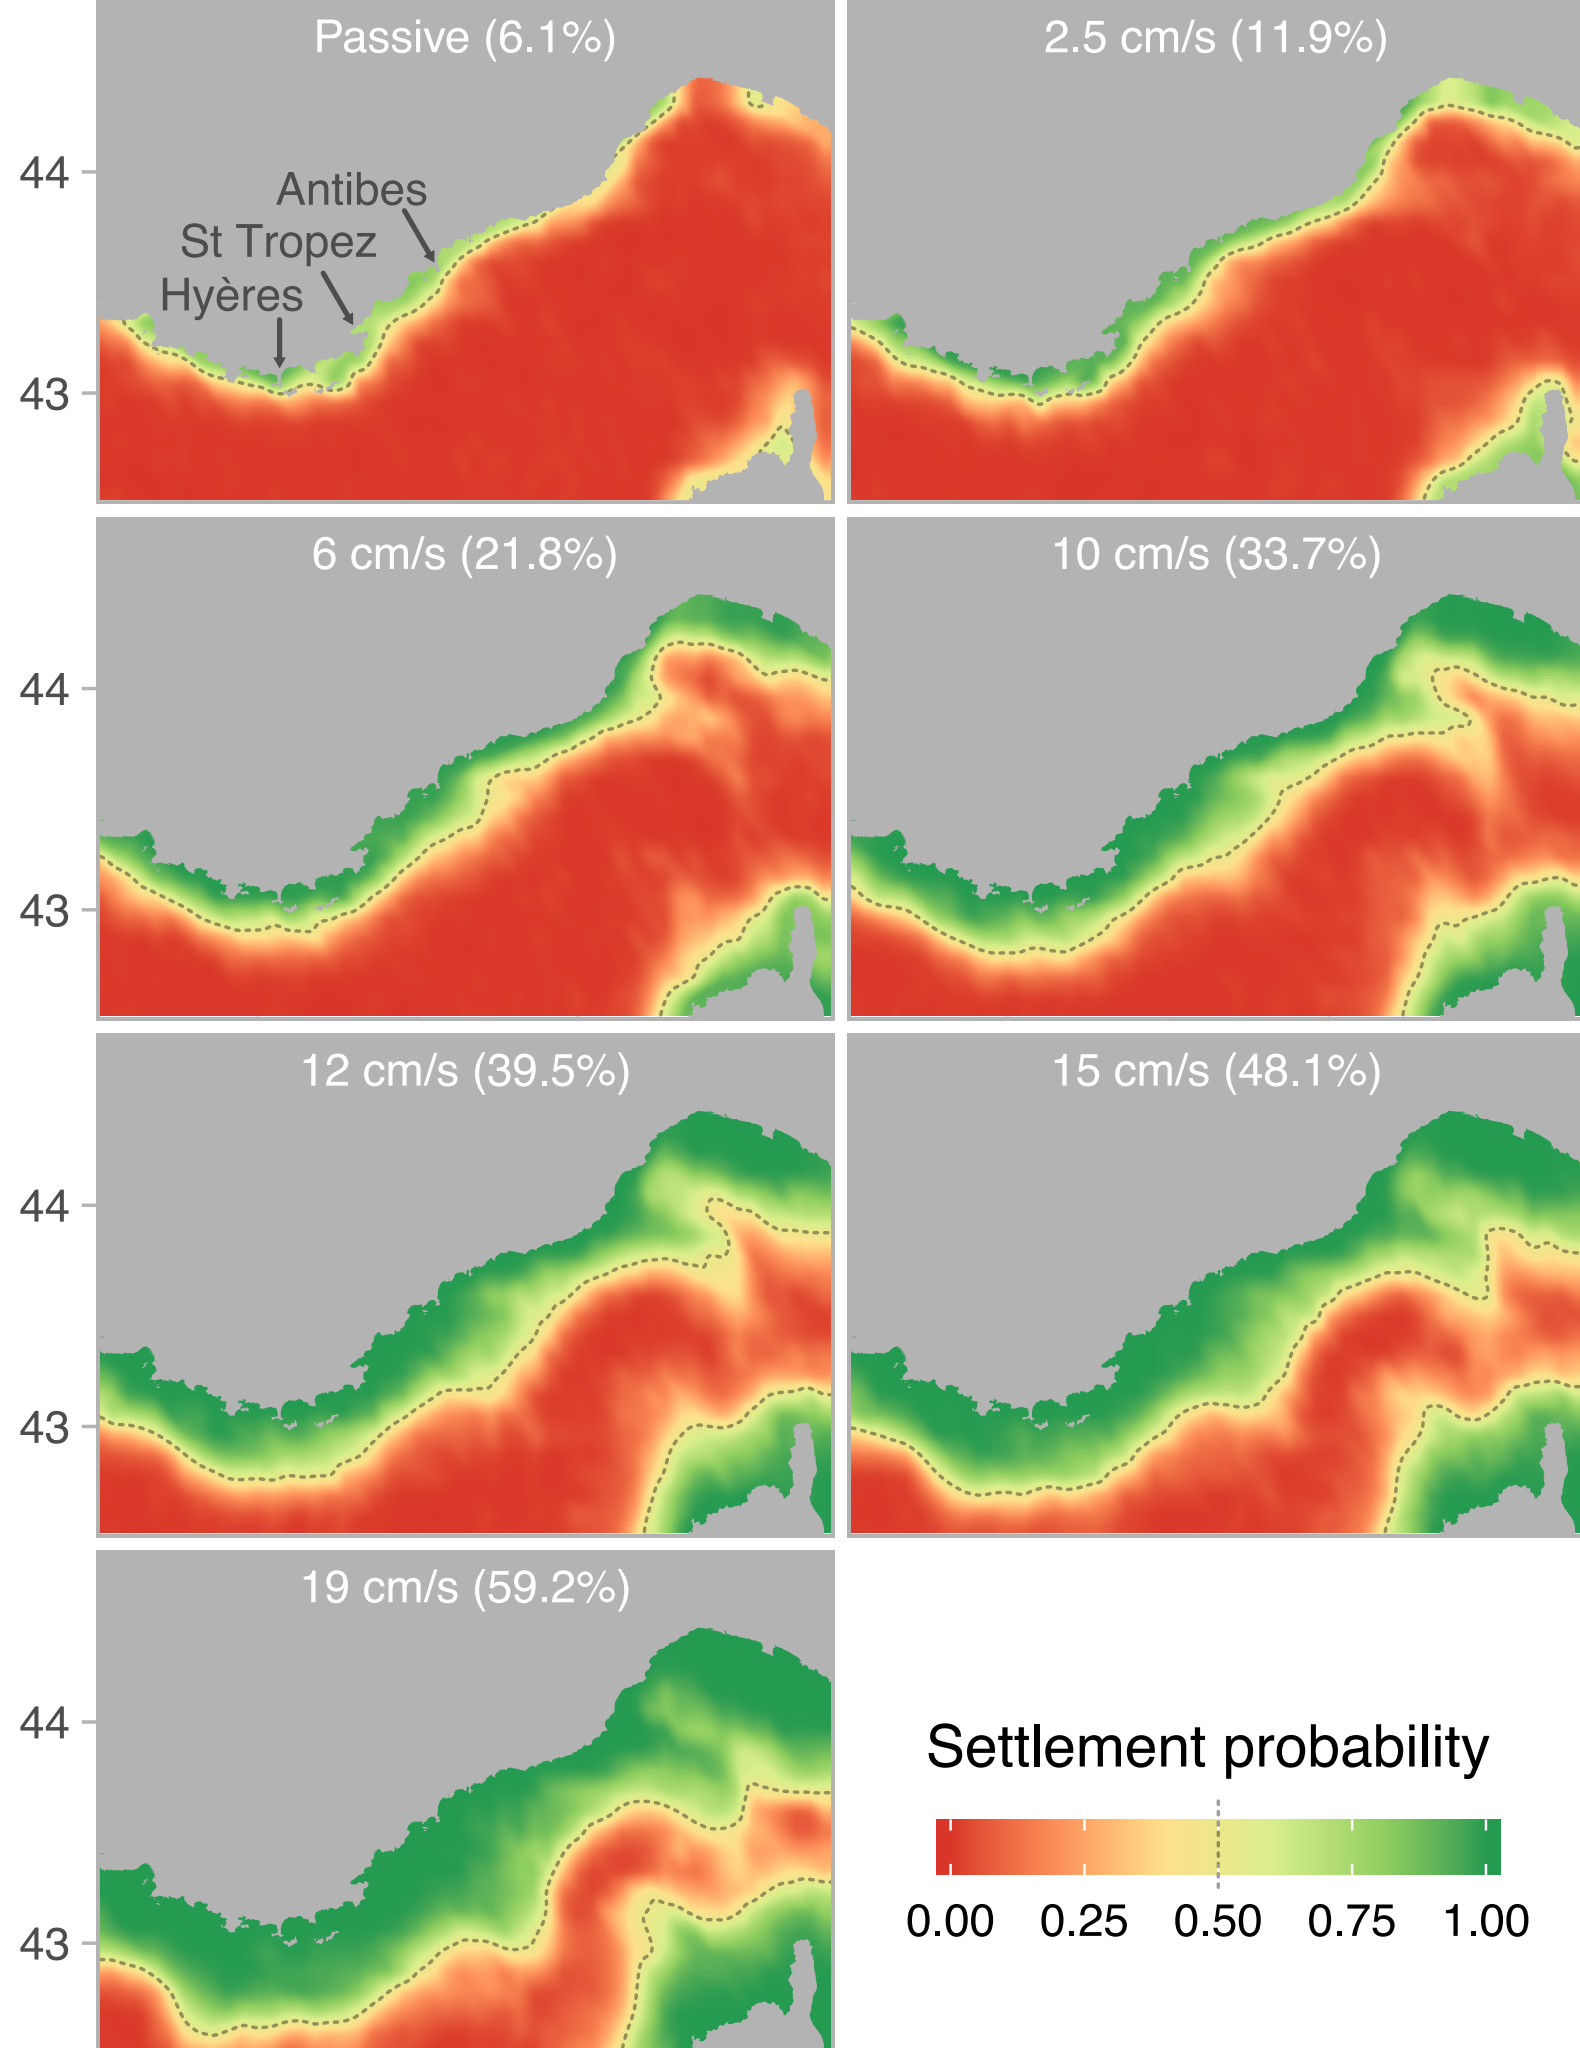 Passive (6.1%)
2.5 cm/s (11.9%)
44
Antibes
St Tropez
Hyères
43
6 cm/s (21.8%)
10 cm/s (33.7%)
44
43
12 cm/s (39.5%)
15 cm/s (48.1%)
44
43
19 cm/s (59.2%)
44
43
Settlement probability
0.00 0.25 0.50 0.75 1.00